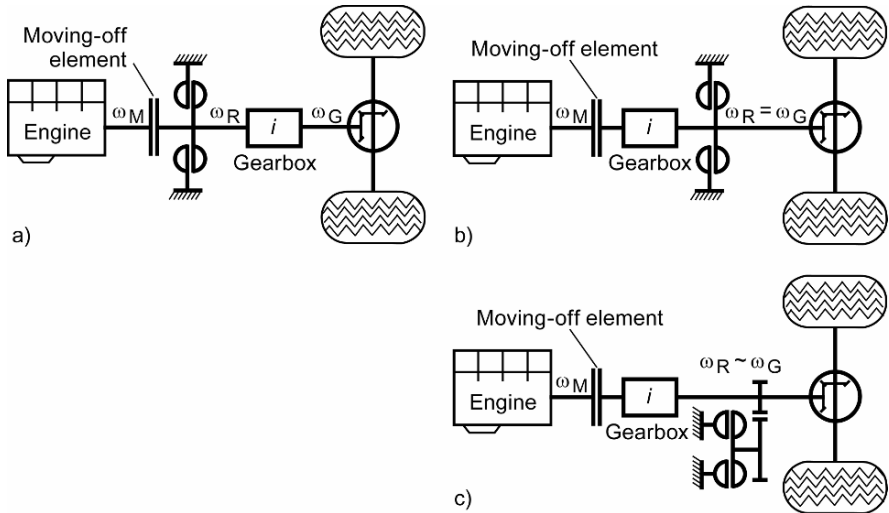 Moving-off
element
ωM
ωR
ωG
Engine
i
Gearbox
a)
Moving-off element
ωM
ωR = ωG
Engine
i
Gearbox
b)
Moving-off element
ωM
ωR ~ ωG
Engine
i
Gearbox
c)